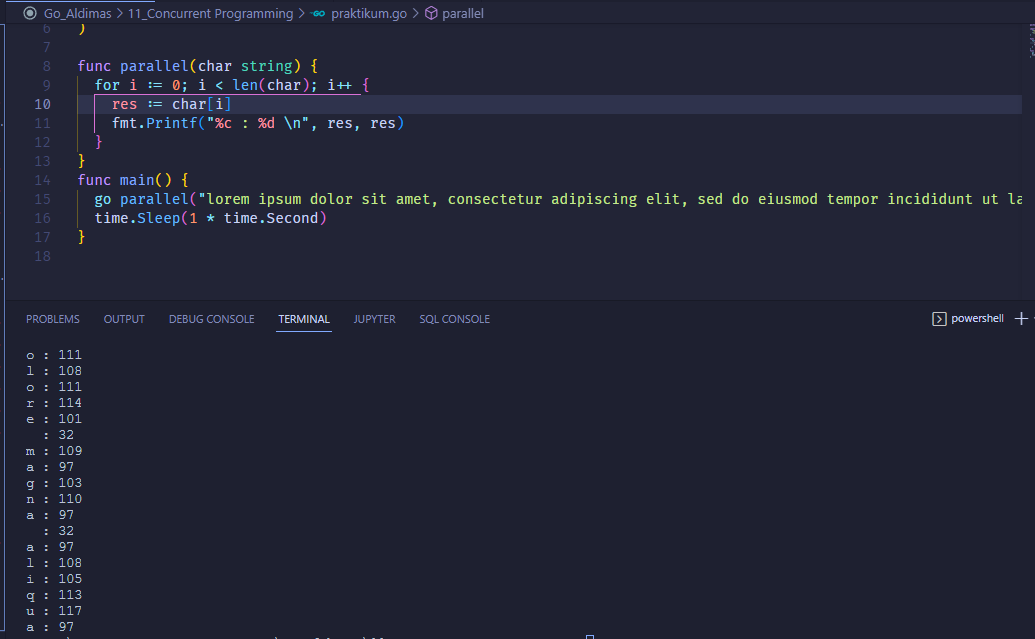 Go_Aldimas > 11_Concurrent Programming > GO praktikum.go > parallel
6 )
7
8 func parallel(char string) {
9 for i := 0; i < len(char); i++ {
10 res := char[i]
11 fmt.Printf("%c : %d \n", res, res)
12 }
13 }
14 func main() {
15 go parallel("lorem ipsum dolor sit amet, consectetur adipiscing elit, sed do eiusmod tempor incididunt ut la
16 time.Sleep(1 * time.Second)
17 }
18
PROBLEMS OUTPUT DEBUG CONSOLE TERMINAL JUPYTER SQL CONSOLE powershell
o : 111
l : 108
o : 111
r : 114
e : 101
: 32
m : 109
a : 97
g : 103
n : 110
a : 97
: 32
a : 97
l : 108
i : 105
q : 113
u : 117
a : 97